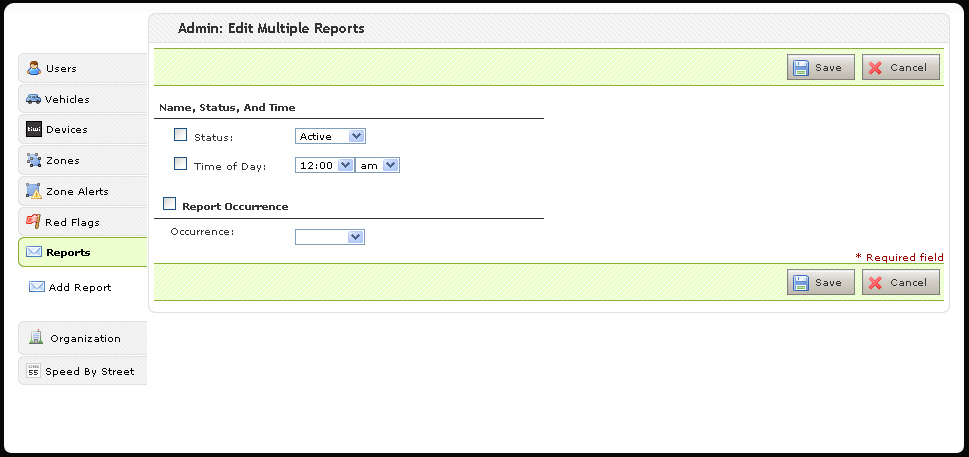 Admin: Edit Multiple Reports
Users
Vehicles
tiwi Devices
Zones
Zone Alerts
Red Flags
Reports
Add Report
Organization
55 Speed By Street
Save Cancel
Name, Status, And Time
Status: Active
Time of Day: 12:00 am
Report Occurrence
Occurrence:
* Required field
Save Cancel